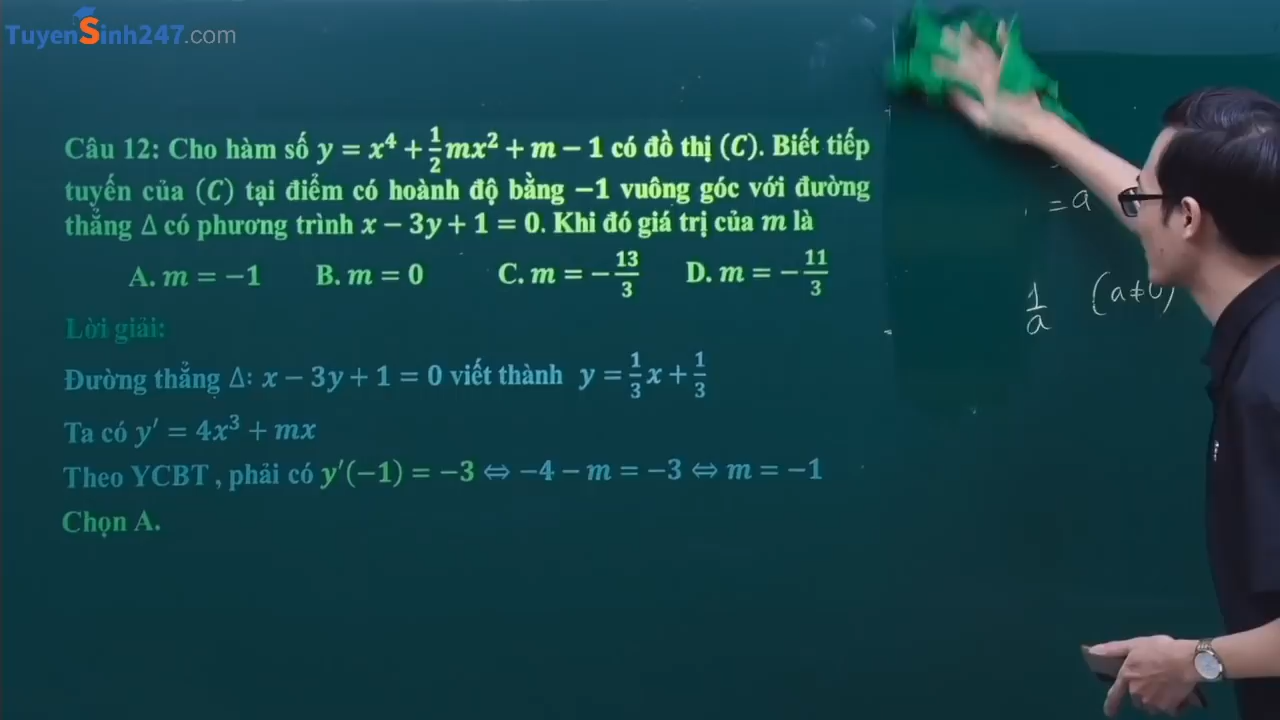 TuyenSinh247.com
Câu 12: Cho hàm số y = x⁴ + 1/2 mx² + m − 1 có đồ thị (C). Biết tiếp
tuyến của (C) tại điểm có hoành độ bằng −1 vuông góc với đường
thẳng Δ có phương trình x − 3y + 1 = 0. Khi đó giá trị của m là
A. m = −1 B. m = 0 C. m = −13/3 D. m = −11/3
Lời giải:
Đường thẳng Δ: x − 3y + 1 = 0 viết thành y = 1/3 x + 1/3
Ta có y′ = 4x³ + mx
Theo YCBT , phải có y′(−1) = −3 ⇔ −4 − m = −3 ⇔ m = −1
Chọn A.
= a
1/a (a≠0)